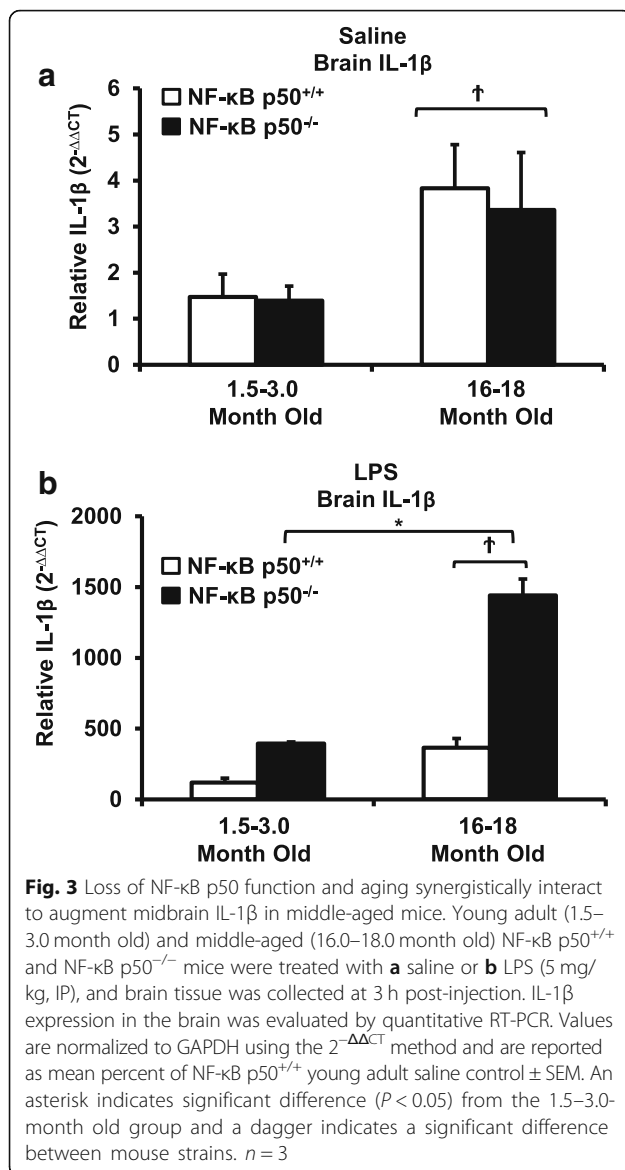 Saline
Brain IL-1β
a
6
5
4
3
2
1
0
Relative IL-1β (2-ΔΔCT)
NF-κB p50+/+
NF-κB p50-/-
†
1.5-3.0
Month Old
16-18
Month Old
LPS
Brain IL-1β
b
2000
1500
1000
500
0
Relative IL-1β (2-ΔΔCT)
NF-κB p50+/+
NF-κB p50-/-
*
†
1.5-3.0
Month Old
16-18
Month Old
Fig. 3 Loss of NF-κB p50 function and aging synergistically interact
to augment midbrain IL-1β in middle-aged mice. Young adult (1.5–
3.0 month old) and middle-aged (16.0–18.0 month old) NF-κB p50+/+
and NF-κB p50−/− mice were treated with a saline or b LPS (5 mg/
kg, IP), and brain tissue was collected at 3 h post-injection. IL-1β
expression in the brain was evaluated by quantitative RT-PCR. Values
are normalized to GAPDH using the 2−ΔΔCT method and are reported
as mean percent of NF-κB p50+/+ young adult saline control ± SEM. An
asterisk indicates significant difference (P < 0.05) from the 1.5–3.0-
month old group and a dagger indicates a significant difference
between mouse strains. n = 3